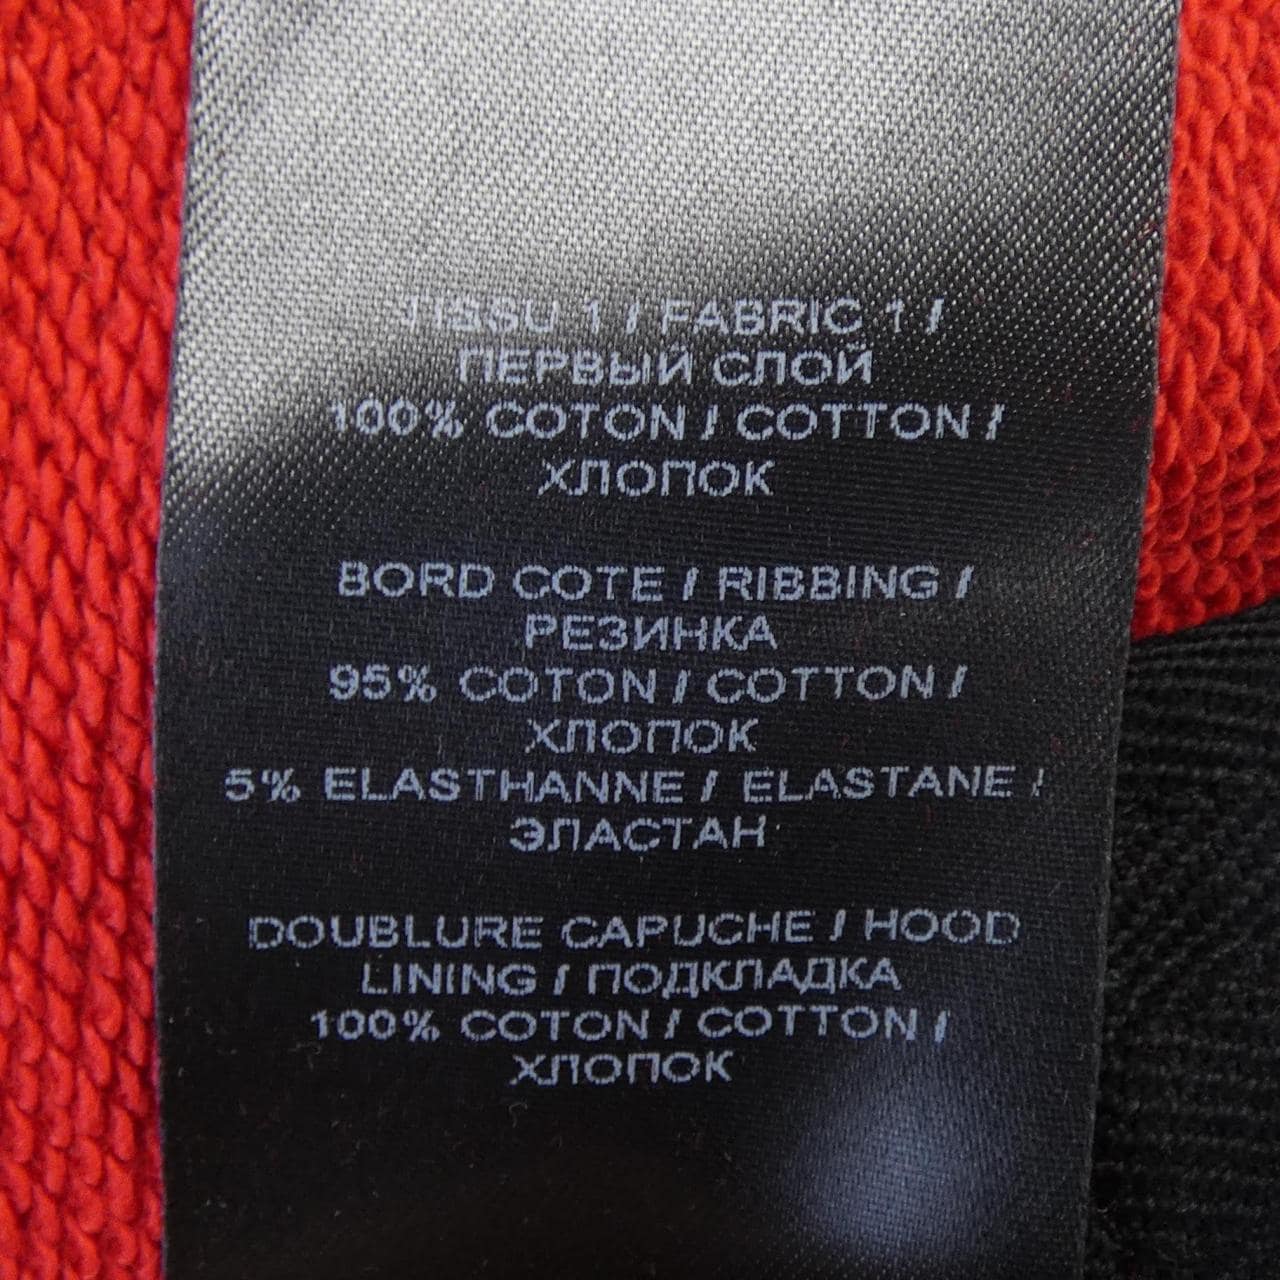 TISSU 1 / FABRIC 1 /
ПЕРВЫЙ СЛОЙ
100% COTON / COTTON /
ХЛОПОК
BORD COTE / RIBBING /
РЕЗИНКА
95% COTON / COTTON /
ХЛОПОК
5% ELASTHANNE / ELASTANE /
ЭЛАСТАН
DOUBLURE CAPUCHE / HOOD
LINING / ПОДКЛАДКА
100% COTON / COTTON /
ХЛОПОК